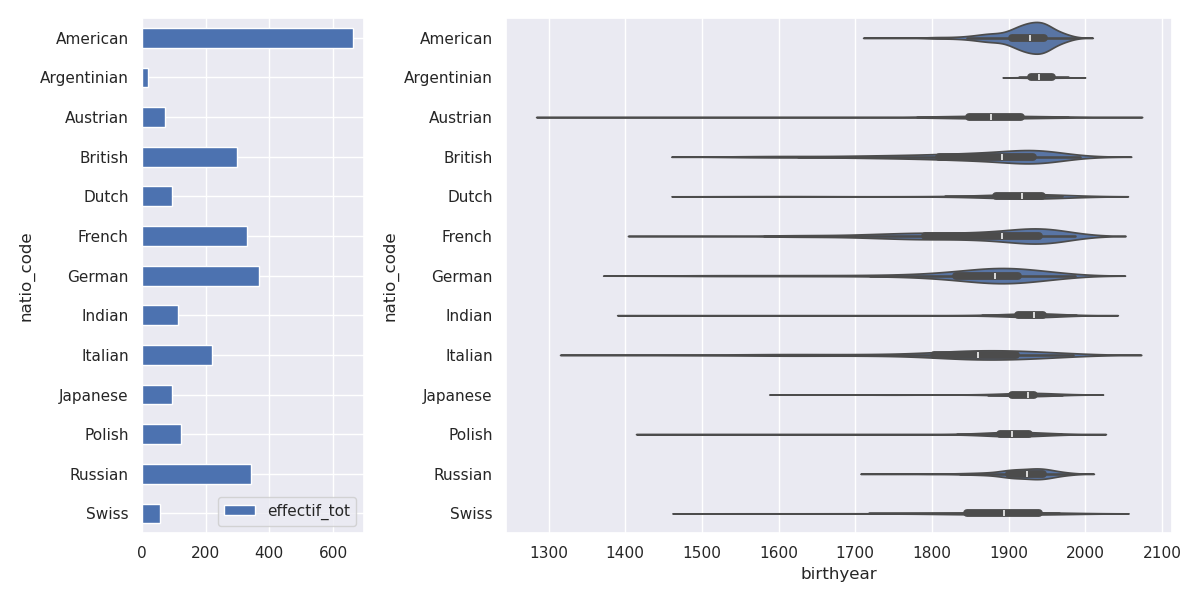 natio_code
American
Argentinian
Austrian
British
Dutch
French
German
Indian
Italian
Japanese
Polish
Russian
Swiss
0 200 400 600
effectif_tot
natio_code
American
Argentinian
Austrian
British
Dutch
French
German
Indian
Italian
Japanese
Polish
Russian
Swiss
1300 1400 1500 1600 1700 1800 1900 2000 2100
birthyear